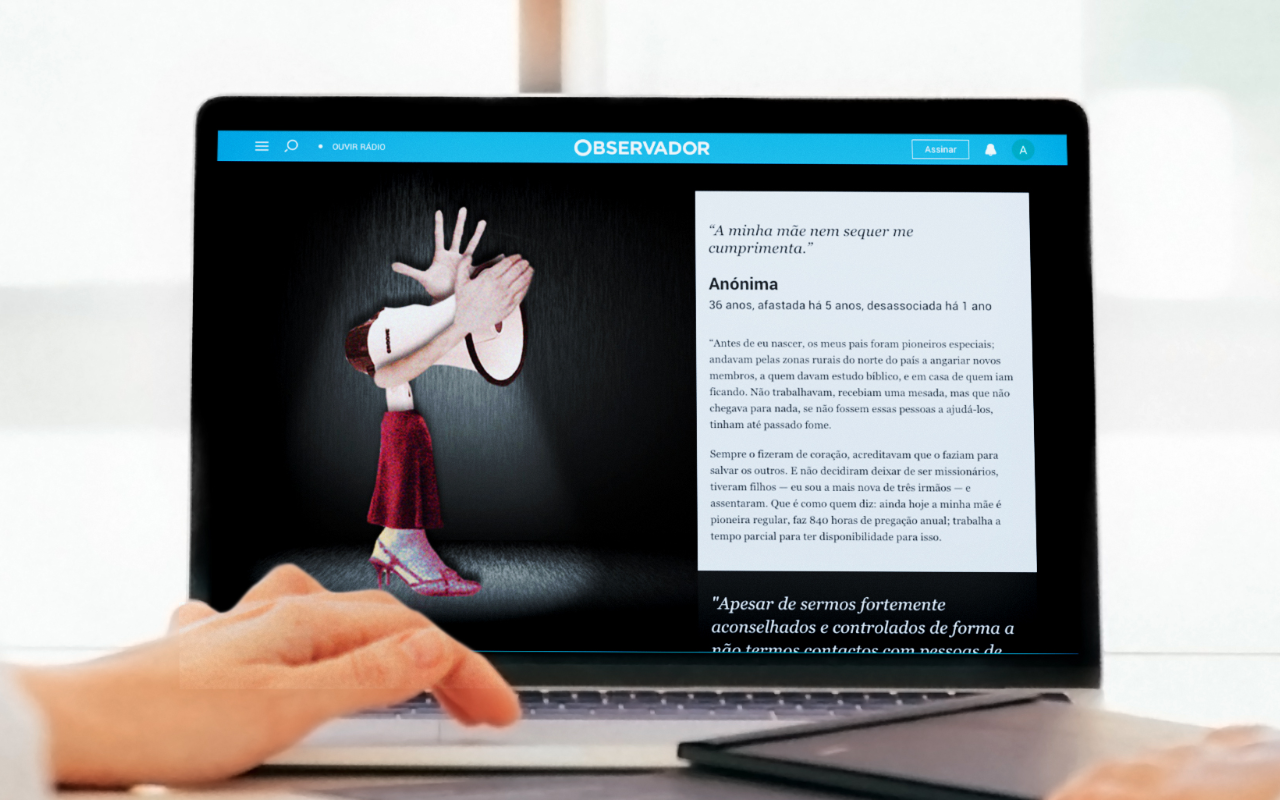 OUVIR RÁDIO
OBSERVADOR
Assinar
A
“A minha mãe nem sequer me
cumprimenta.”
Anónima
36 anos, afastada há 5 anos, desassociada há 1 ano
“Antes de eu nascer, os meus pais foram pioneiros especiais;
andavam pelas zonas rurais do norte do país a angariar novos
membros, a quem davam estudo bíblico, e em casa de quem iam
ficando. Não trabalhavam, recebiam uma mesada, mas que não
chegava para nada, se não fossem essas pessoas a ajudá-los,
tinham até passado fome.
Sempre o fizeram de coração, acreditavam que o faziam para
salvar os outros. E não decidiram deixar de ser missionários,
tiveram filhos — eu sou a mais nova de três irmãos — e
assentaram. Que é como quem diz: ainda hoje a minha mãe é
pioneira regular, faz 840 horas de pregação anual; trabalha a
tempo parcial para ter disponibilidade para isso.
"Apesar de sermos fortemente
aconselhados e controlados de forma a
não termos contactos com pessoas de